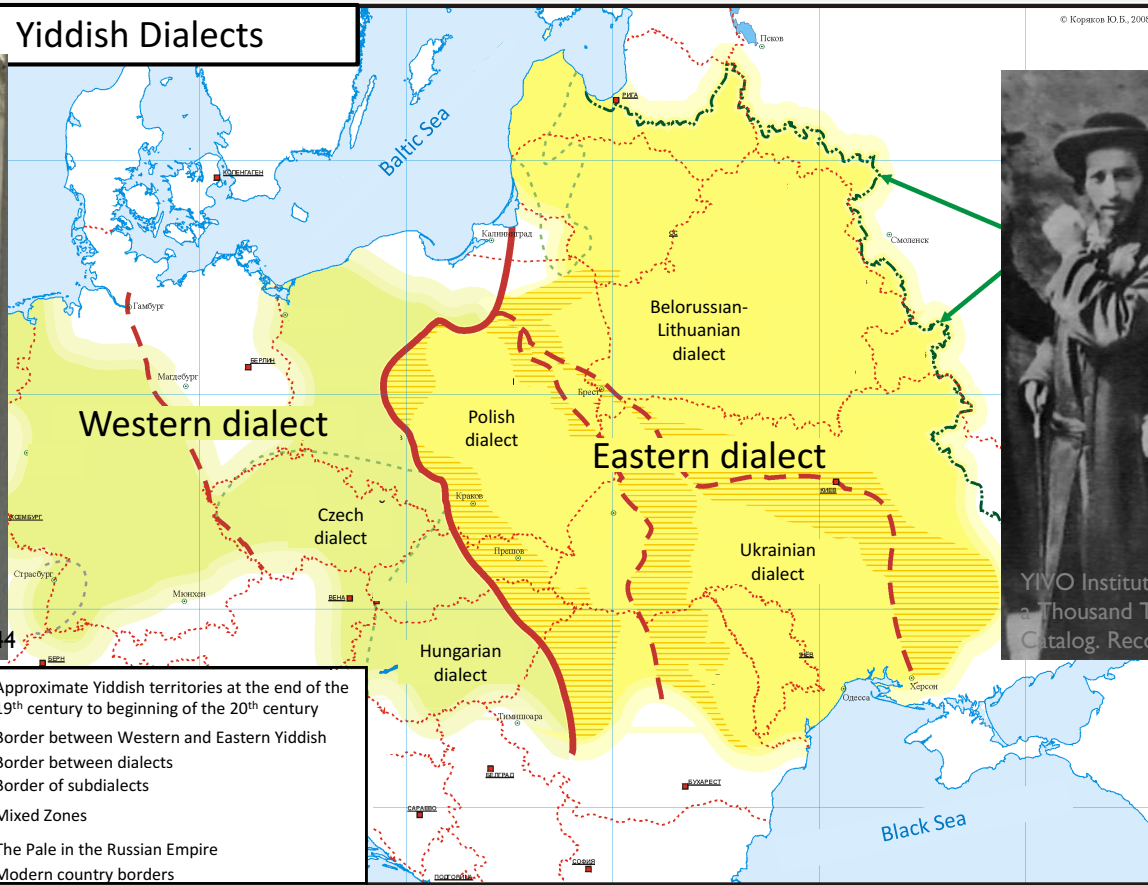 Yiddish Dialects
© Коряков Ю.Б., 2008
Псков
РИГА
Baltic Sea
КОПЕНГАГЕН
Калининград
Смоленск
Гамбург
Belorussian-
Lithuanian
dialect
БЕРЛИН
Магдебург
Брест
Western dialect
Polish
dialect
Eastern dialect
Краков
КИЕВ
Czech
dialect
Прешов
Ukrainian
dialect
Страсбург
Мюнхен
ВЕНА
YIVO Institut
a Thousand T
Catalog. Reco
44
БЕРН
Hungarian
dialect
Херсон
Одесса
Тимишоара
БЕЛГРАД
БУХАРЕСТ
САРАЕВО
Black Sea
СОФИЯ
ПОДГОРИЦА
Approximate Yiddish territories at the end of the
19th century to beginning of the 20th century
Border between Western and Eastern Yiddish
Border between dialects
Border of subdialects
Mixed Zones
The Pale in the Russian Empire
Modern country borders